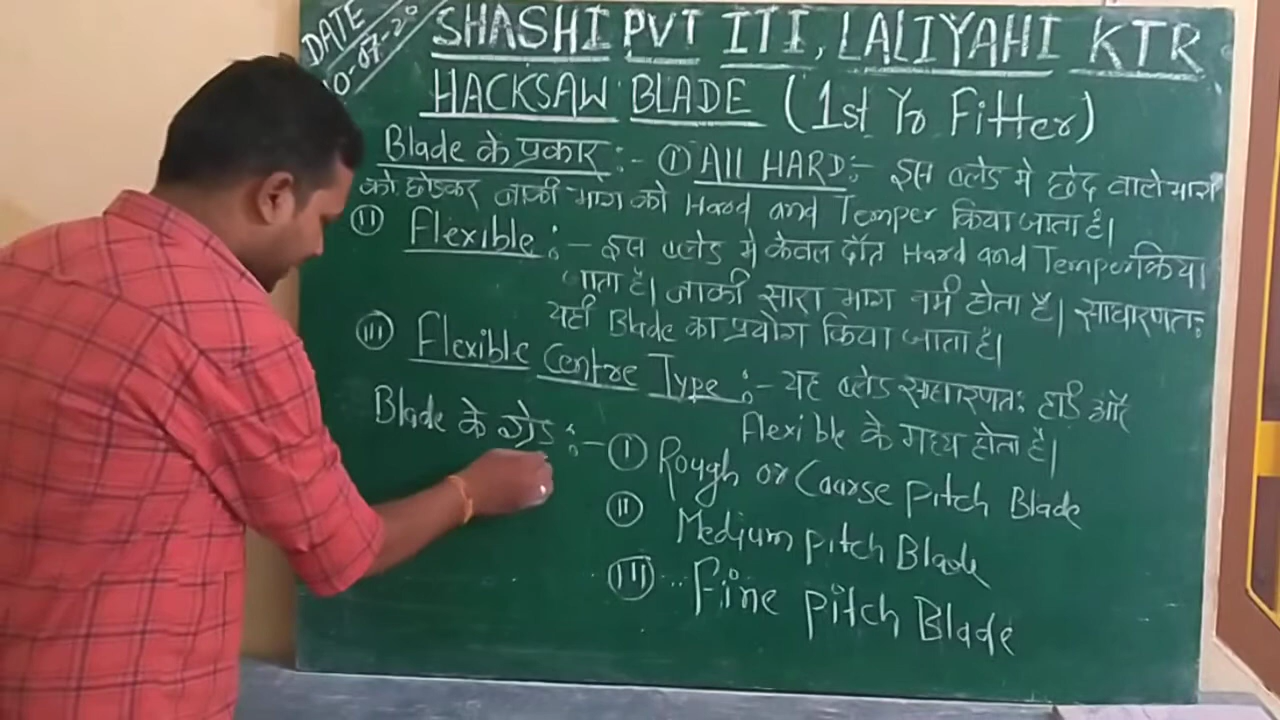 DATE
10-07-20
SHASHI PVT ITI, LALIYAHI KTR
HACKSAW BLADE (1st Yr Fitter)
Blade के प्रकार :- (I) All HARD :- इस ब्लेड मे छेद वाले भाग
को छोडकर बाकी भाग को Hard and Temper किया जाता है।
(II) Flexible :- इस ब्लेड मे केवल दाँत Hard and Temper किया
जाता है। बाकी सारा भाग नर्म होता है। साधारणतः
यही Blade का प्रयोग किया जाता है।
(III) Flexible Centre Type :- यह ब्लेड साधारणतः हार्ड और
flexible के मध्य होता है।
Blade के ग्रेड :- (I) Rough or Coarse pitch Blade
(II) Medium pitch Blade
(III) Fine pitch Blade